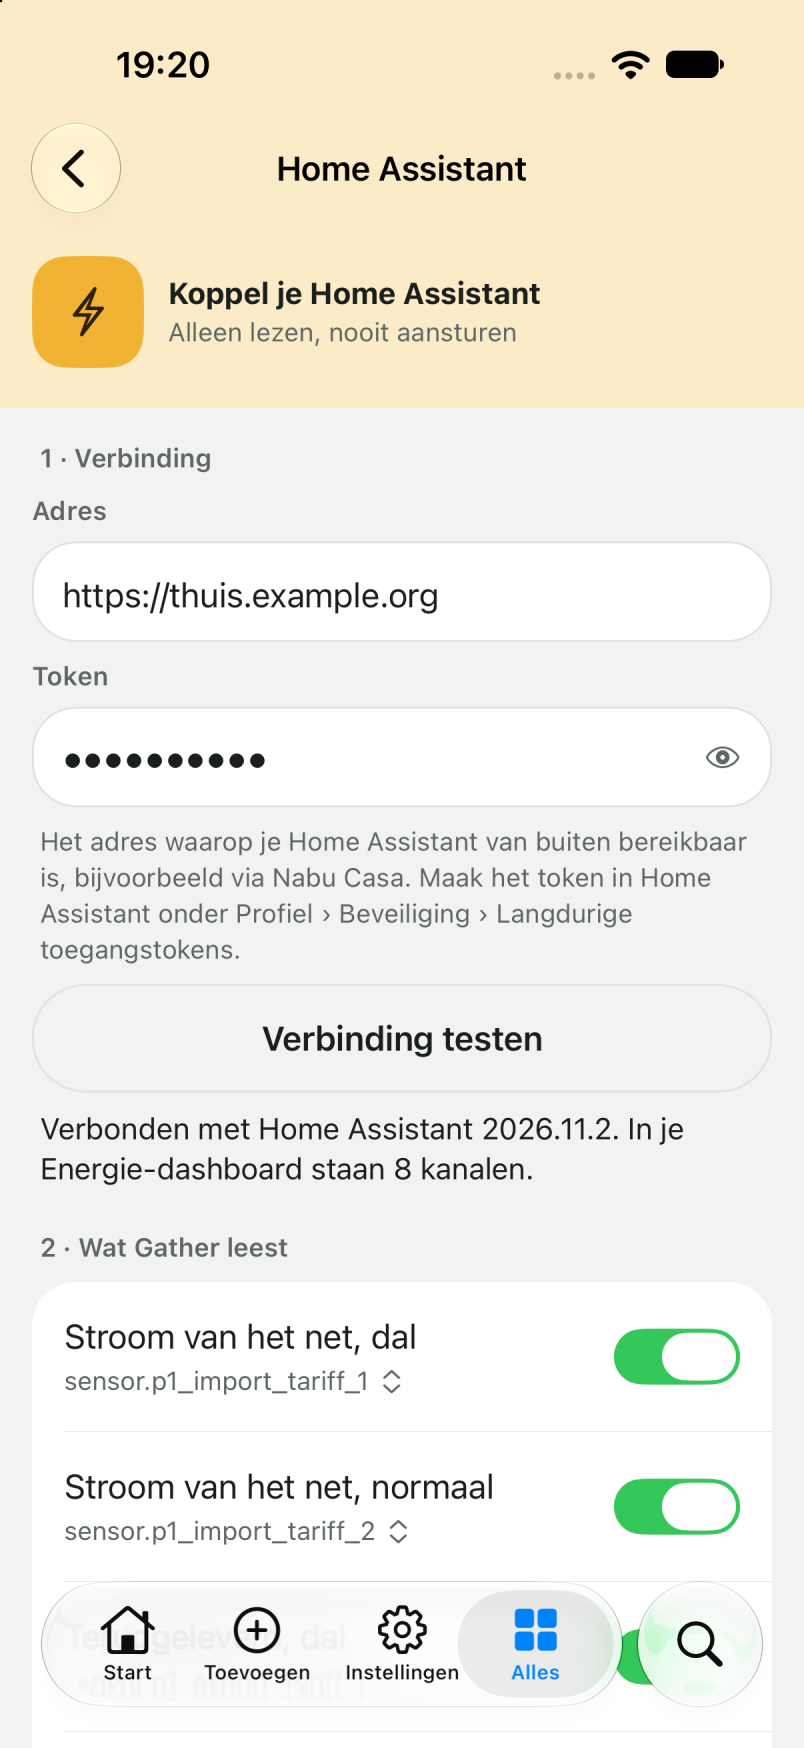 19:20
Home Assistant
Koppel je Home Assistant
Alleen lezen, nooit aansturen
1 · Verbinding
Adres
https://thuis.example.org
Token
Het adres waarop je Home Assistant van buiten bereikbaar
is, bijvoorbeeld via Nabu Casa. Maak het token in Home
Assistant onder Profiel › Beveiliging › Langdurige
toegangstokens.
Verbinding testen
Verbonden met Home Assistant 2026.11.2. In je
Energie-dashboard staan 8 kanalen.
2 · Wat Gather leest
Stroom van het net, dal
sensor.p1_import_tariff_1
Stroom van het net, normaal
sensor.p1_import_tariff_2
Start
Toevoegen
Instellingen
Alles